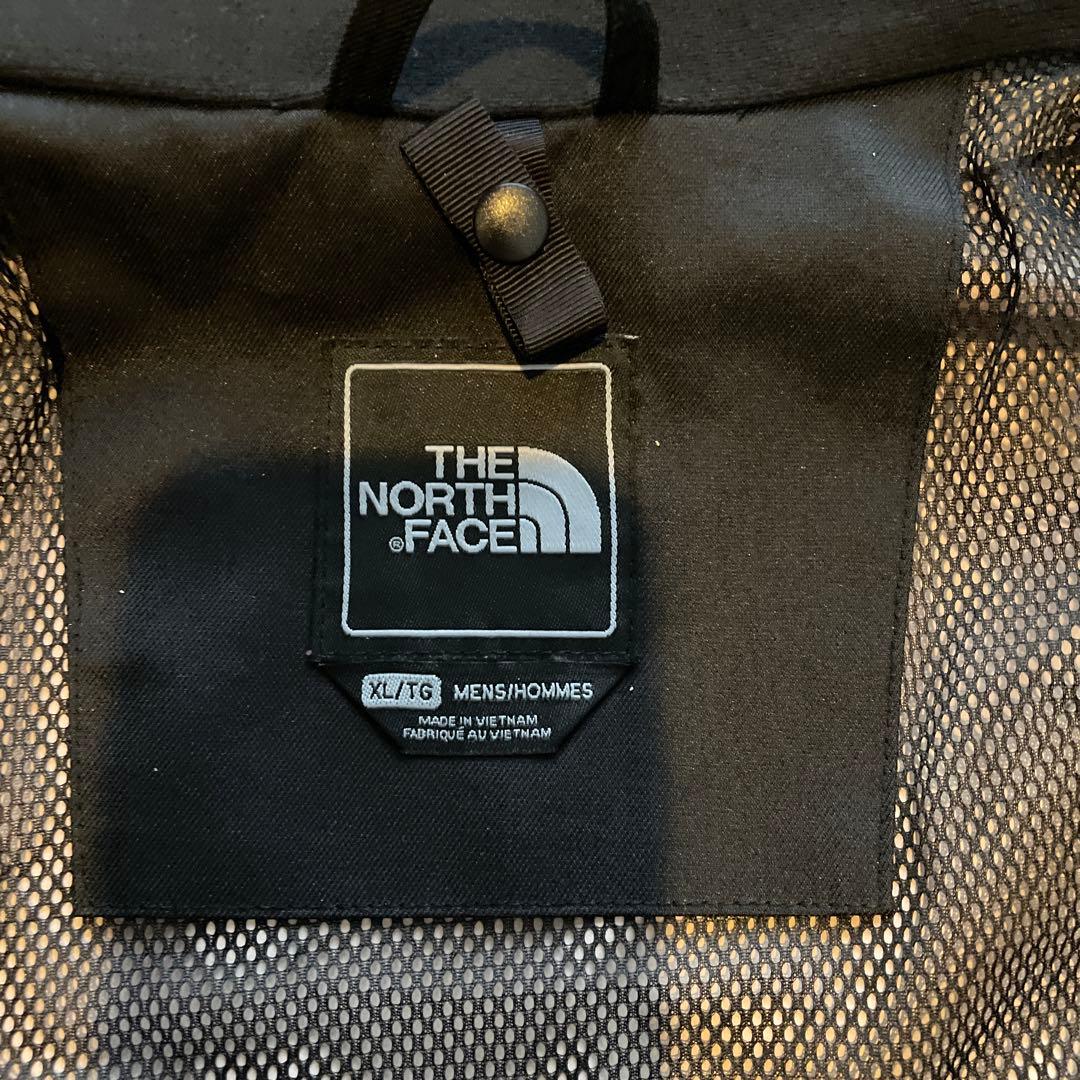 THE
NORTH
®FACE
XL/TG MENS/HOMMES
MADE IN VIETNAM
FABRIQUÉ AU VIETNAM